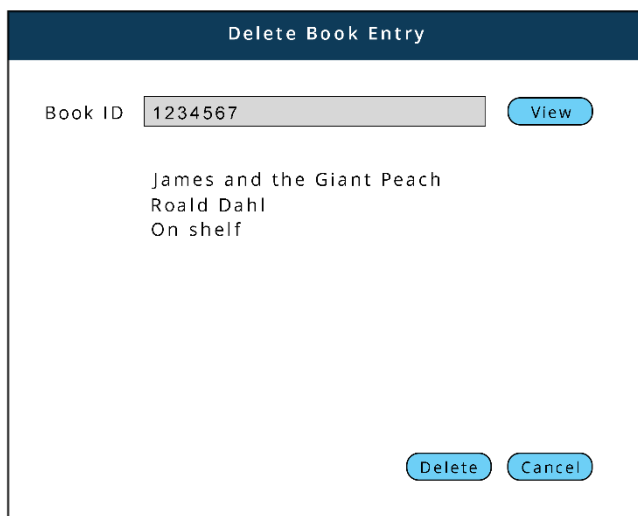 Delete Book Entry
Book ID 1234567 View
James and the Giant Peach
Roald Dahl
On shelf
Delete Cancel